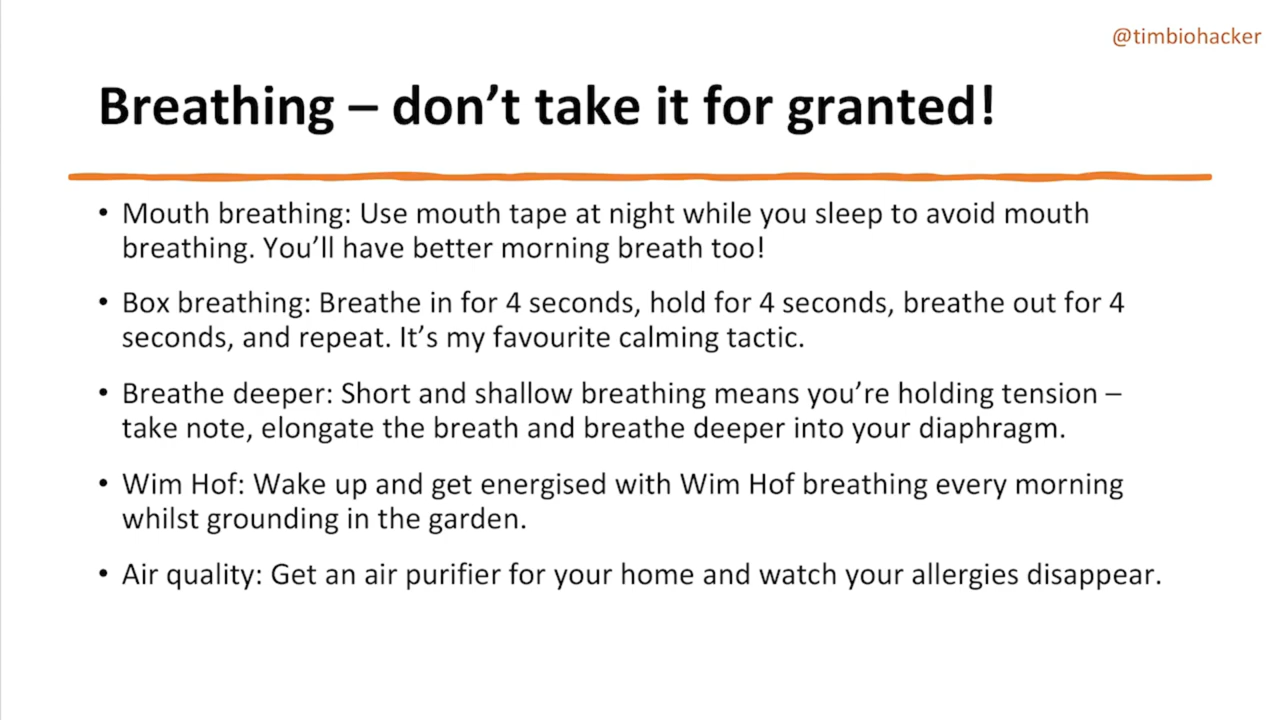 @timbiohacker
Breathing – don’t take it for granted!
• Mouth breathing: Use mouth tape at night while you sleep to avoid mouth
breathing. You’ll have better morning breath too!
• Box breathing: Breathe in for 4 seconds, hold for 4 seconds, breathe out for 4
seconds, and repeat. It’s my favourite calming tactic.
• Breathe deeper: Short and shallow breathing means you’re holding tension –
take note, elongate the breath and breathe deeper into your diaphragm.
• Wim Hof: Wake up and get energised with Wim Hof breathing every morning
whilst grounding in the garden.
• Air quality: Get an air purifier for your home and watch your allergies disappear.